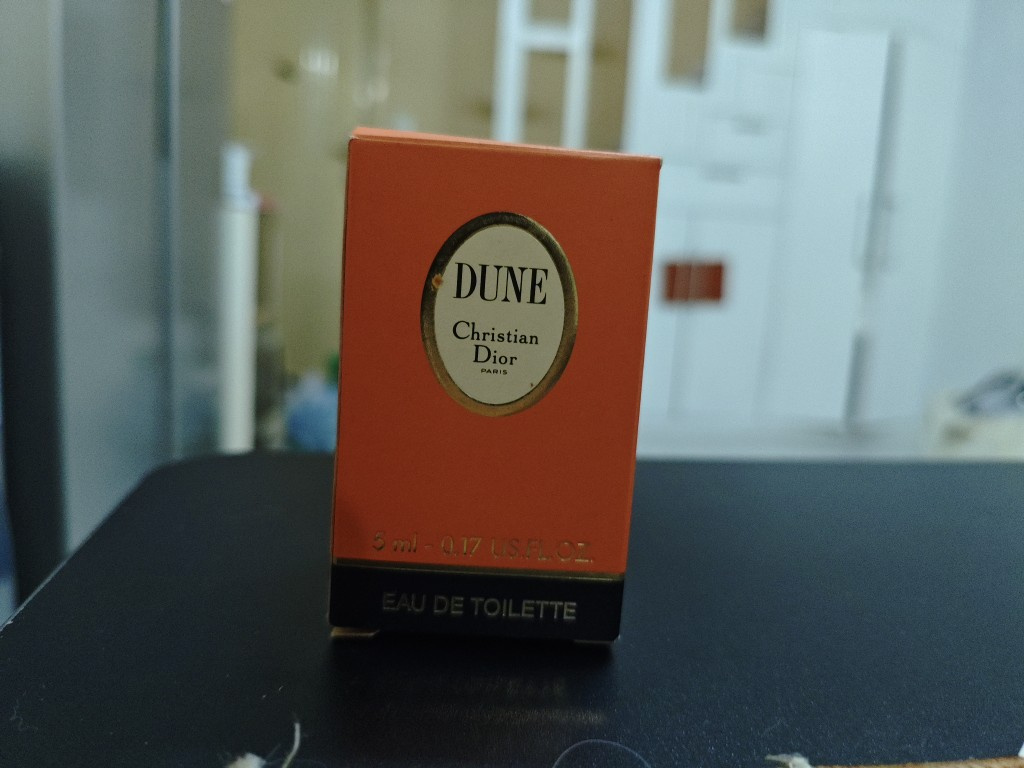 DUNE
Christian
Dior
PARIS
5 ml - 0.17 US.FL.OZ.
EAU DE TOILETTE